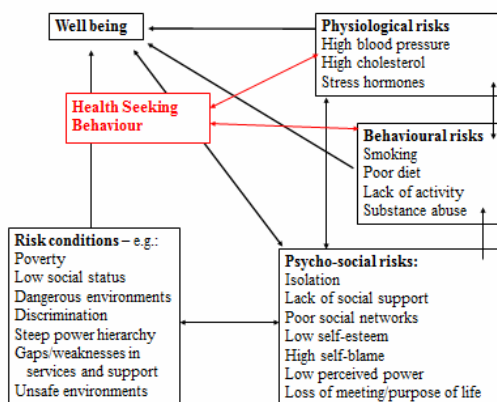 Well being
Physiological risks
High blood pressure
High cholesterol
Stress hormones
Health Seeking
Behaviour
Behavioural risks
Smoking
Poor diet
Lack of activity
Substance abuse
Risk conditions – e.g.:
Poverty
Low social status
Dangerous environments
Discrimination
Steep power hierarchy
Gaps/weaknesses in
services and support
Unsafe environments
Psycho-social risks:
Isolation
Lack of social support
Poor social networks
Low self-esteem
High self-blame
Low perceived power
Loss of meeting/purpose of life